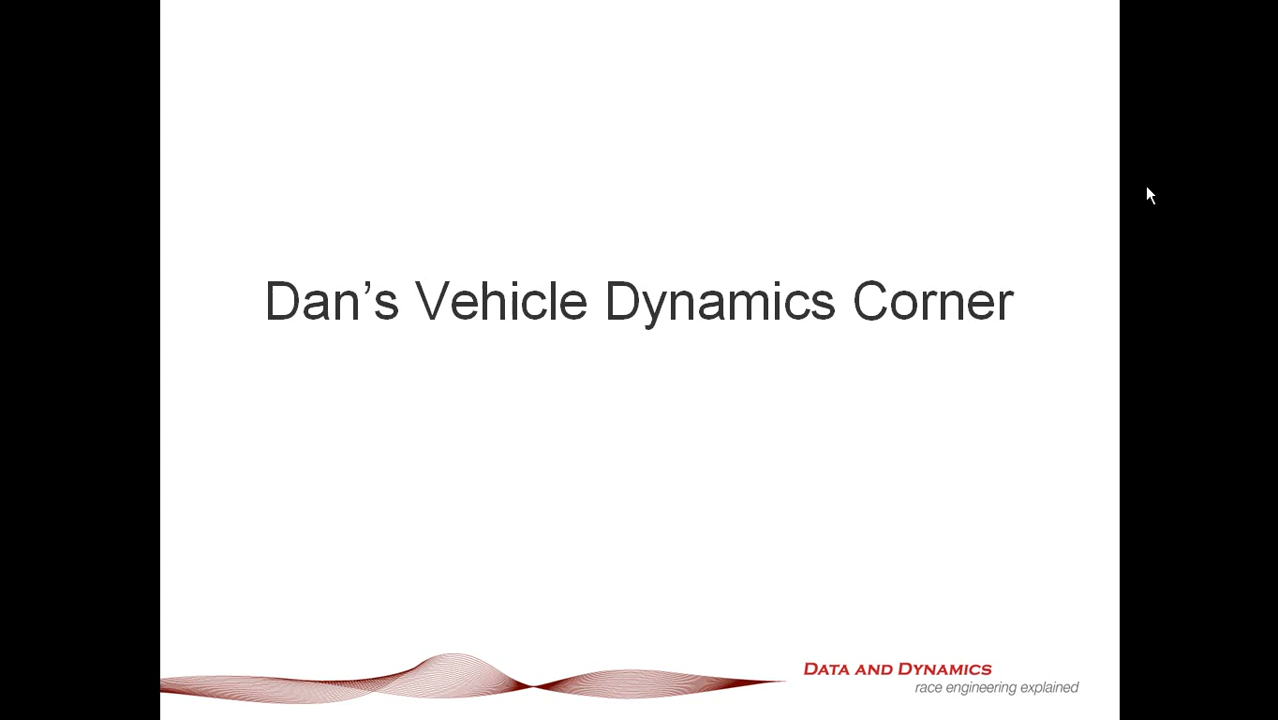 Dan’s Vehicle Dynamics Corner
DATA AND DYNAMICS
race engineering explained